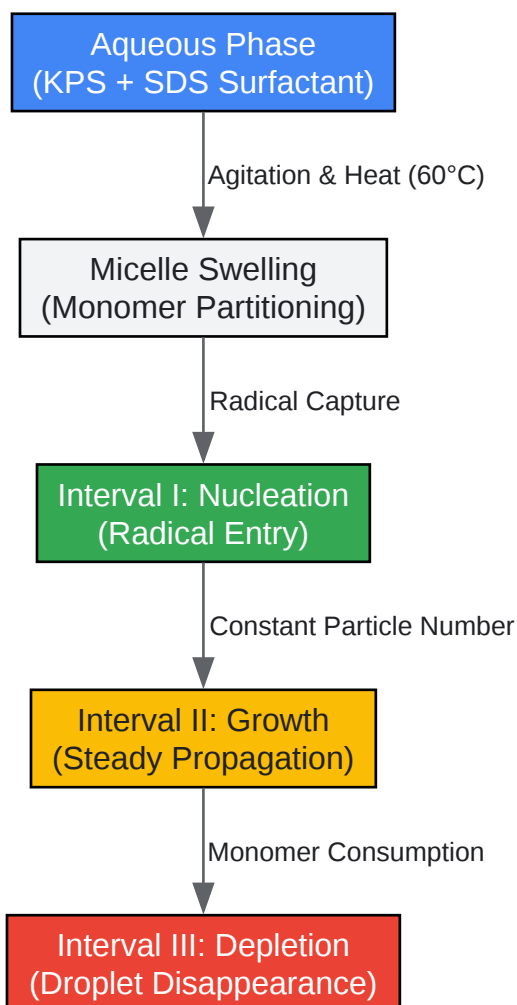 Aqueous Phase
(KPS + SDS Surfactant)
Agitation & Heat (60°C)
Micelle Swelling
(Monomer Partitioning)
Radical Capture
Interval I: Nucleation
(Radical Entry)
Constant Particle Number
Interval II: Growth
(Steady Propagation)
Monomer Consumption
Interval III: Depletion
(Droplet Disappearance)